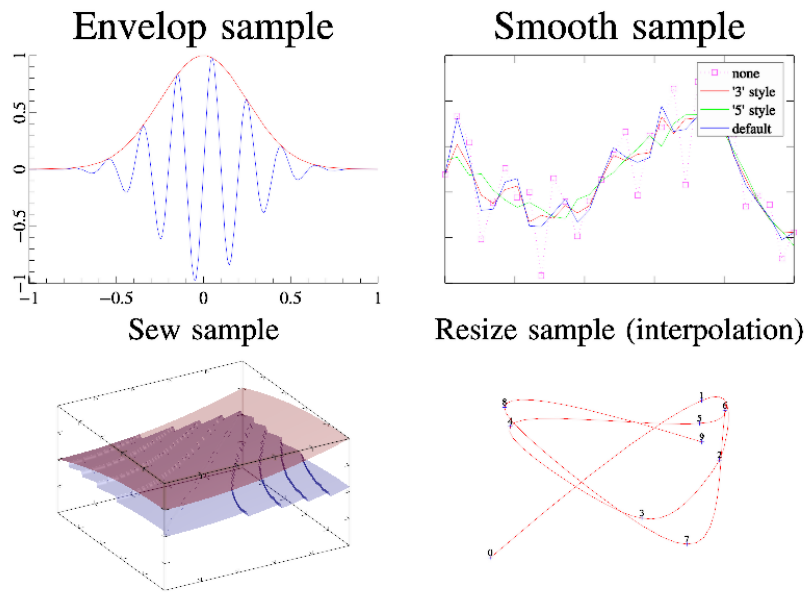 Envelop sample
Smooth sample
1
0.5
0
−0.5
−1
−1
−0.5
0
0.5
1
none
'3' style
'5' style
default
Sew sample
Resize sample (interpolation)
8
1
6
4
5
9
2
3
7
0